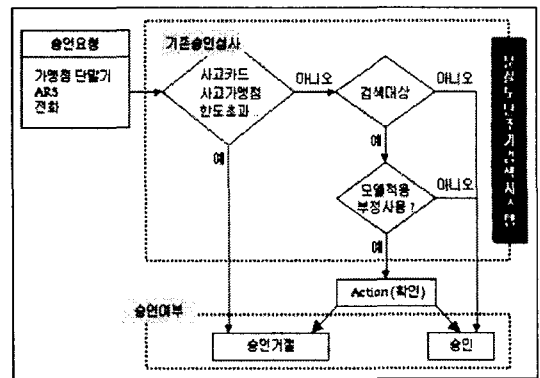 승인요청
가맹점 단말기
ARS
전화
기존승인심사
사고카드
사고가맹점
한도초과...
아니오
검색대상
아니오
예
예
모델적용
부정사용?
아니오
예
Action(확인)
승인여부
승인거절
승인